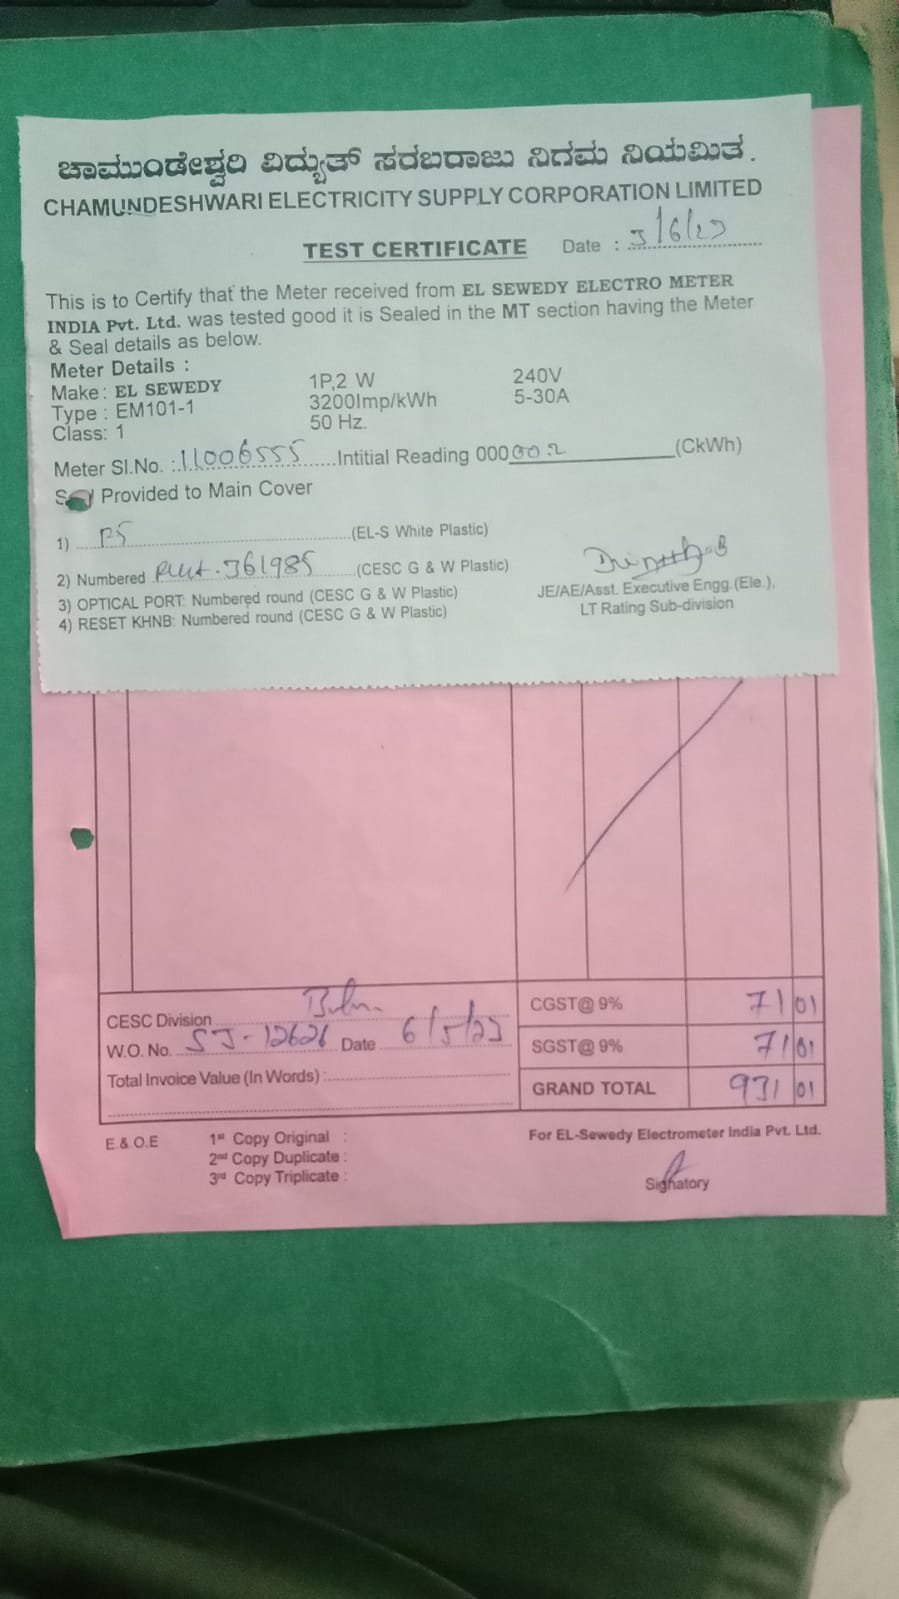 ಚಾಮುಂಡೇಶ್ವರಿ ವಿದ್ಯುತ್ ಸರಬರಾಜು ನಿಗಮ ನಿಯಮಿತ.
CHAMUNDESHWARI ELECTRICITY SUPPLY CORPORATION LIMITED
TEST CERTIFICATE Date :
This is to Certify that the Meter received from EL SEWEDY ELECTRO METER
INDIA Pvt. Ltd. was tested good it is Sealed in the MT section having the Meter
& Seal details as below.
Meter Details :
Make : EL SEWEDY 1P,2 W 240V
Type : EM101-1 3200Imp/kWh 5-30A
Class: 1 50 Hz.
Meter Sl.No. : 11006555 Intitial Reading 000 (CkWh)
Provided to Main Cover
1) PS (EL-S White Plastic)
2) Numbered 361985 (CESC G & W Plastic)
3) OPTICAL PORT: Numbered round (CESC G & W Plastic)
4) RESET KHNB: Numbered round (CESC G & W Plastic)
JE/AE/Asst. Executive Engg.(Ele.),
LT Rating Sub-division
CESC Division CGST@ 9% 71 01
W.O. No. SJ-12626 Date 6/5/23 SGST@ 9% 71 01
Total Invoice Value (In Words) : GRAND TOTAL 931 01
E & O.E 1st Copy Original : For EL-Sewedy Electrometer India Pvt. Ltd.
2nd Copy Duplicate :
3rd Copy Triplicate : Signatory